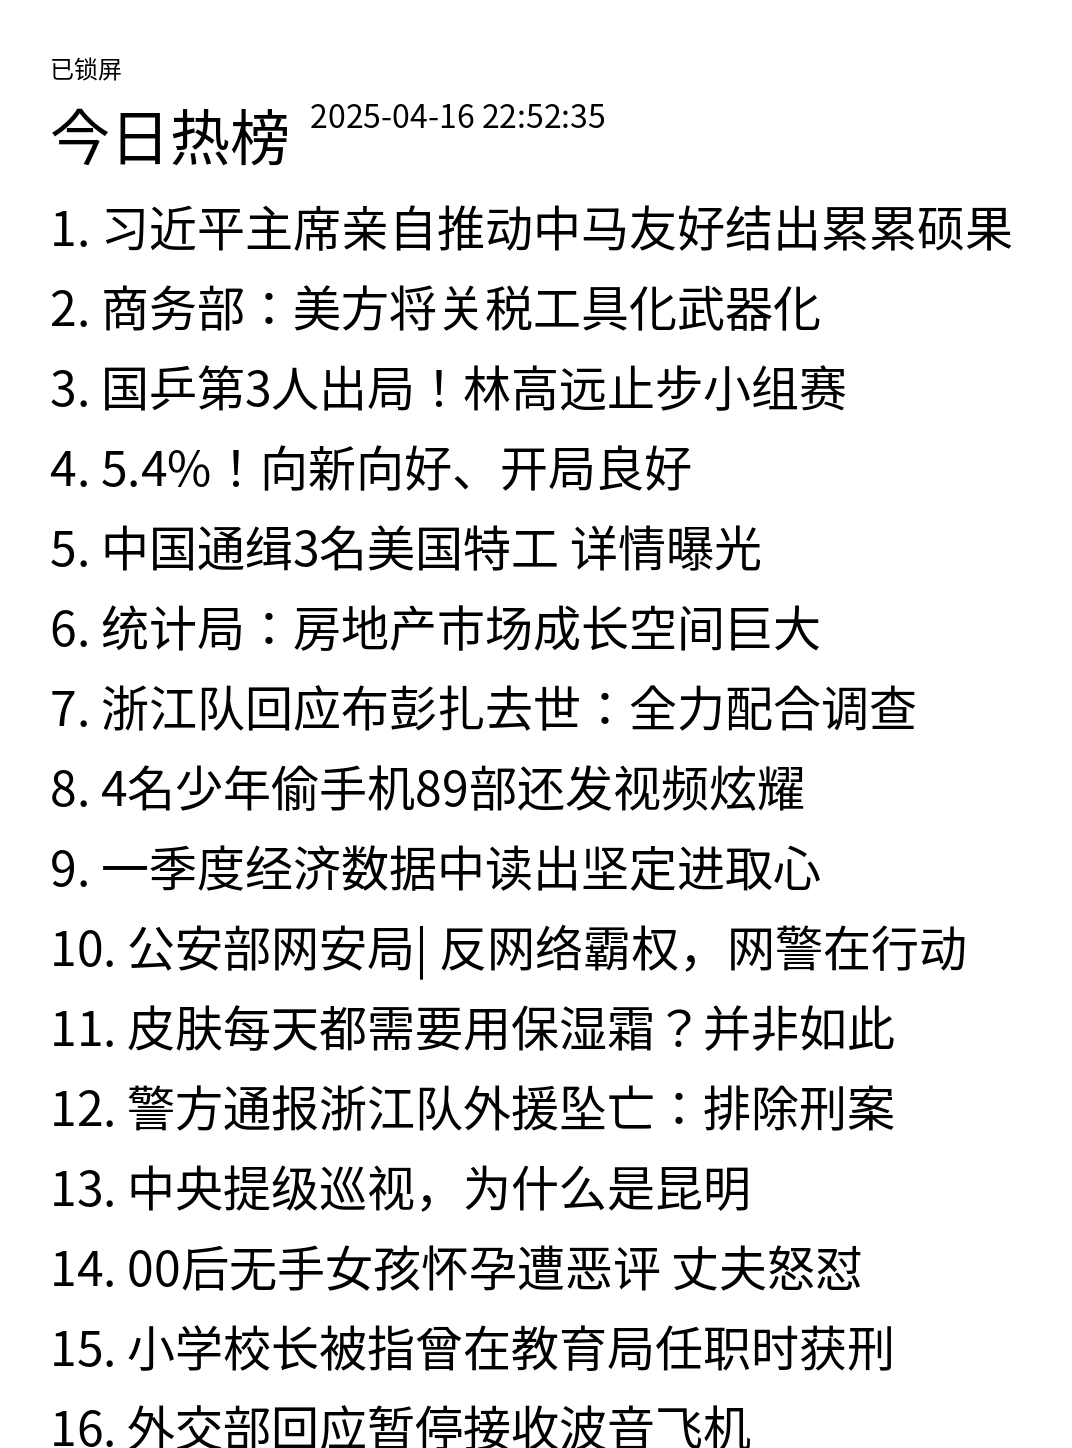 已锁屏
今日热榜 2025-04-16 22:52:35
1. 习近平主席亲自推动中马友好结出累累硕果
2. 商务部：美方将关税工具化武器化
3. 国乒第3人出局！林高远止步小组赛
4. 5.4%！向新向好、开局良好
5. 中国通缉3名美国特工 详情曝光
6. 统计局：房地产市场成长空间巨大
7. 浙江队回应布彭扎去世：全力配合调查
8. 4名少年偷手机89部还发视频炫耀
9. 一季度经济数据中读出坚定进取心
10. 公安部网安局| 反网络霸权，网警在行动
11. 皮肤每天都需要用保湿霜？并非如此
12. 警方通报浙江队外援坠亡：排除刑案
13. 中央提级巡视，为什么是昆明
14. 00后无手女孩怀孕遭恶评 丈夫怒怼
15. 小学校长被指曾在教育局任职时获刑
16. 外交部回应暂停接收波音飞机